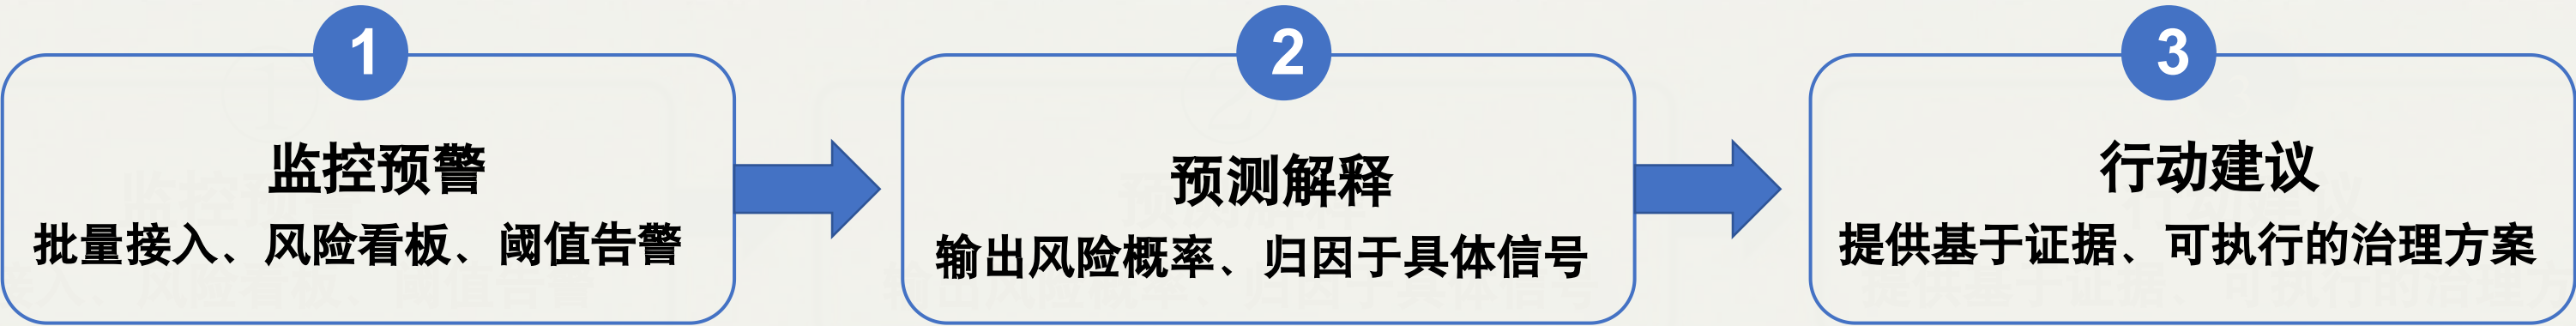 1
监控预警
批量接入、风险看板、阈值告警
2
预测解释
输出风险概率、归因于具体信号
3
行动建议
提供基于证据、可执行的治理方案